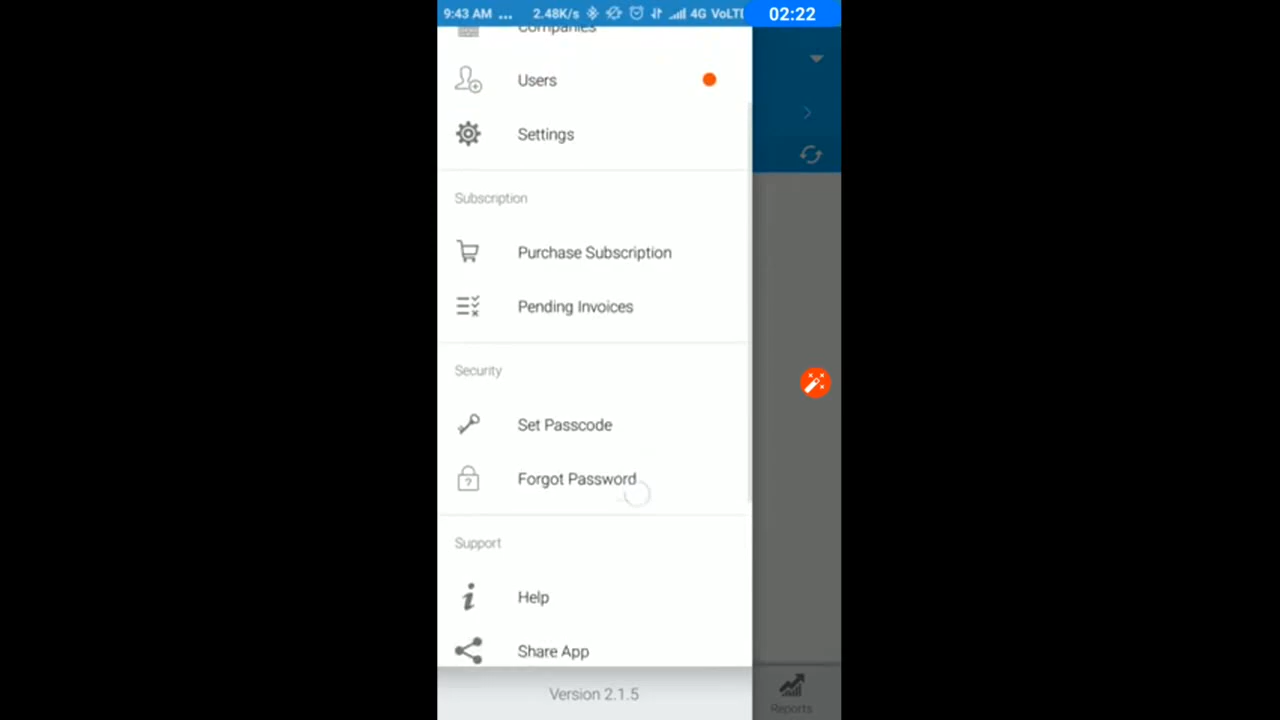 9:43 AM ... 2.48K/s 4G VoLTE 02:22
Companies
Users
Settings
Subscription
Purchase Subscription
Pending Invoices
Security
Set Passcode
Forgot Password
Support
Help
Share App
Version 2.1.5
Reports